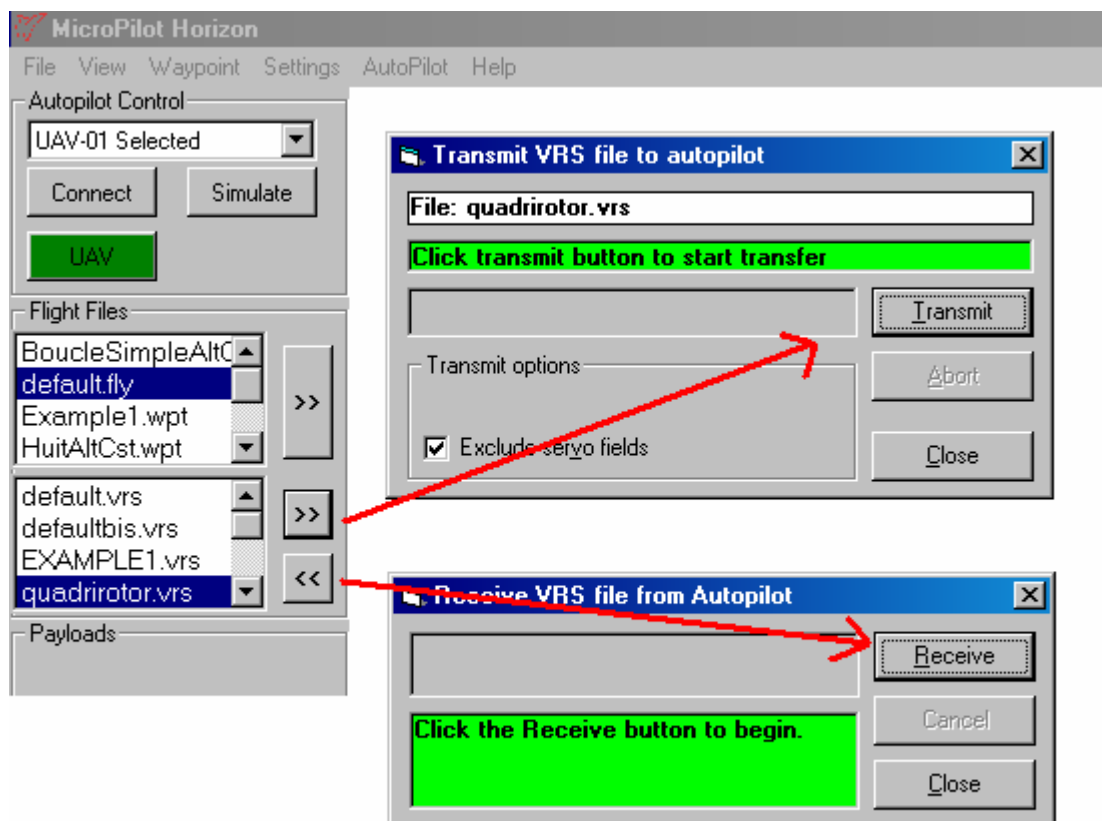 MicroPilot Horizon
File View Waypoint Settings AutoPilot Help
Autopilot Control
UAV-01 Selected
Connect Simulate
UAV
Flight Files
BoucleSimpleAltC
default.fly
Example1.wpt
HuitAltCst.wpt
>>
default.vrs
defaultbis.vrs
EXAMPLE1.vrs
quadrirotor.vrs
>>
<<
Payloads
Transmit VRS file to autopilot
File: quadrirotor.vrs
Click transmit button to start transfer
Transmit
Transmit options
Abort
Exclude servo fields
Close
Receive VRS file from Autopilot
Receive
Click the Receive button to begin.
Cancel
Close